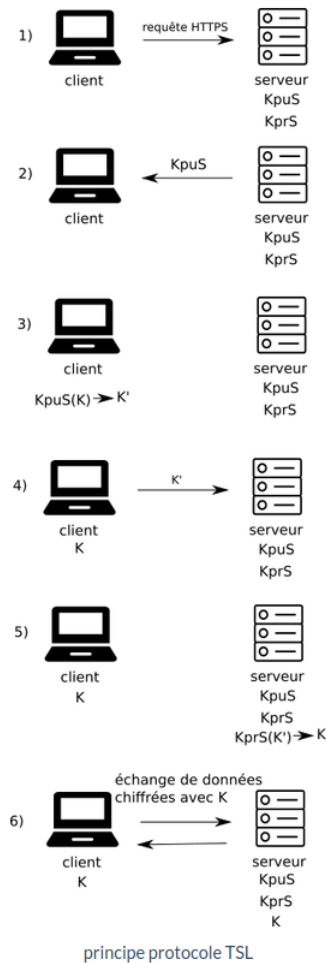 1)
requête HTTPS
client
serveur
KpuS
KprS
2)
KpuS
client
serveur
KpuS
KprS
3)
client
serveur
KpuS
KpuS(K) K'
KprS
4)
K'
client
serveur
K
KpuS
KprS
5)
client
serveur
K
KpuS
KprS
KprS(K') K
échange de données
chiffrées avec K
6)
client
serveur
K
KpuS
KprS
K
principe protocole TSL